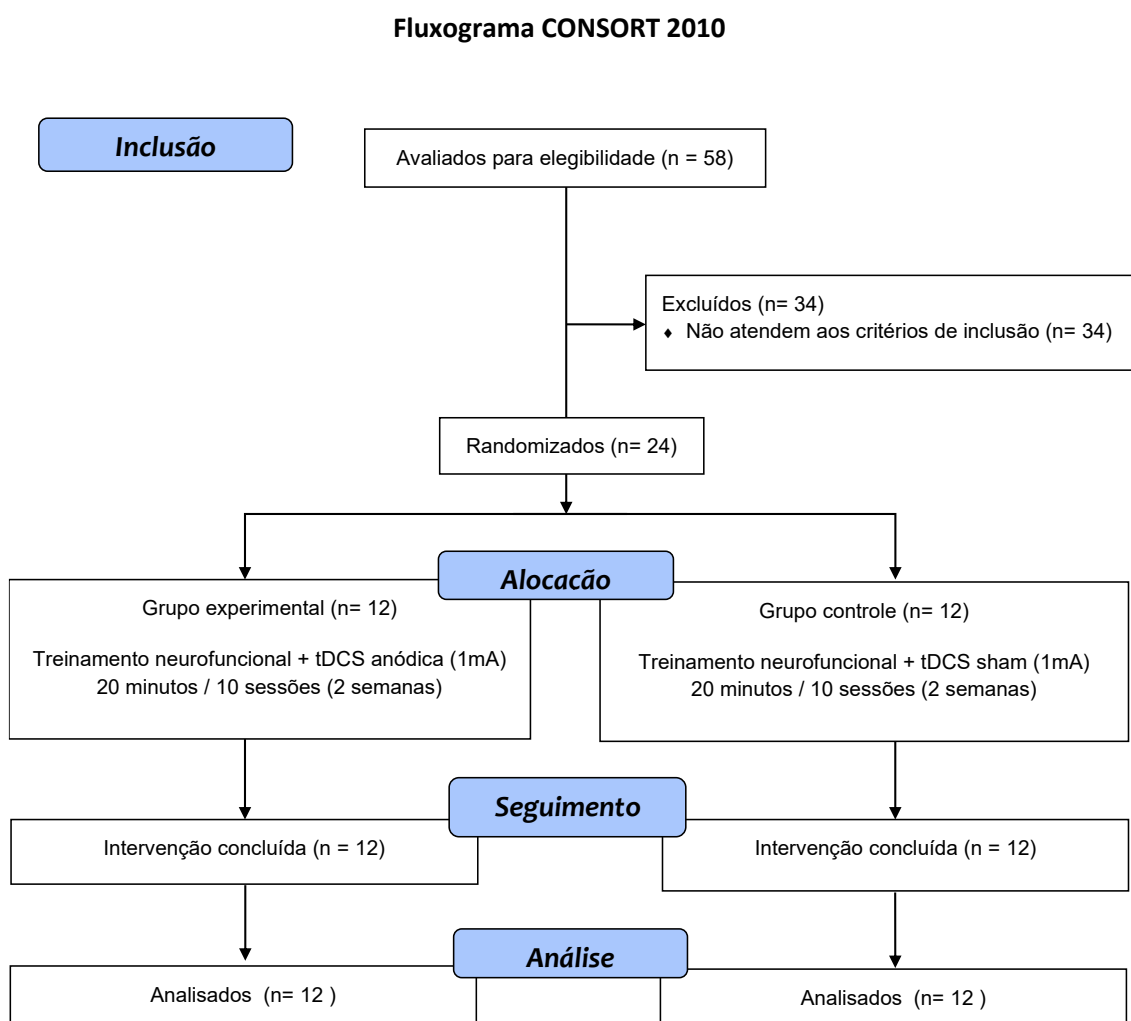 Fluxograma CONSORT 2010
Inclusão
Avaliados para elegibilidade (n = 58)
Excluídos (n= 34)
♦ Não atendem aos critérios de inclusão (n= 34)
Randomizados (n= 24)
Alocacão
Grupo experimental (n= 12)
Treinamento neurofuncional + tDCS anódica (1mA)
20 minutos / 10 sessões (2 semanas)
Grupo controle (n= 12)
Treinamento neurofuncional + tDCS sham (1mA)
20 minutos / 10 sessões (2 semanas)
Seguimento
Intervenção concluída (n = 12)
Intervenção concluída (n = 12)
Análise
Analisados (n= 12 )
Analisados (n= 12 )